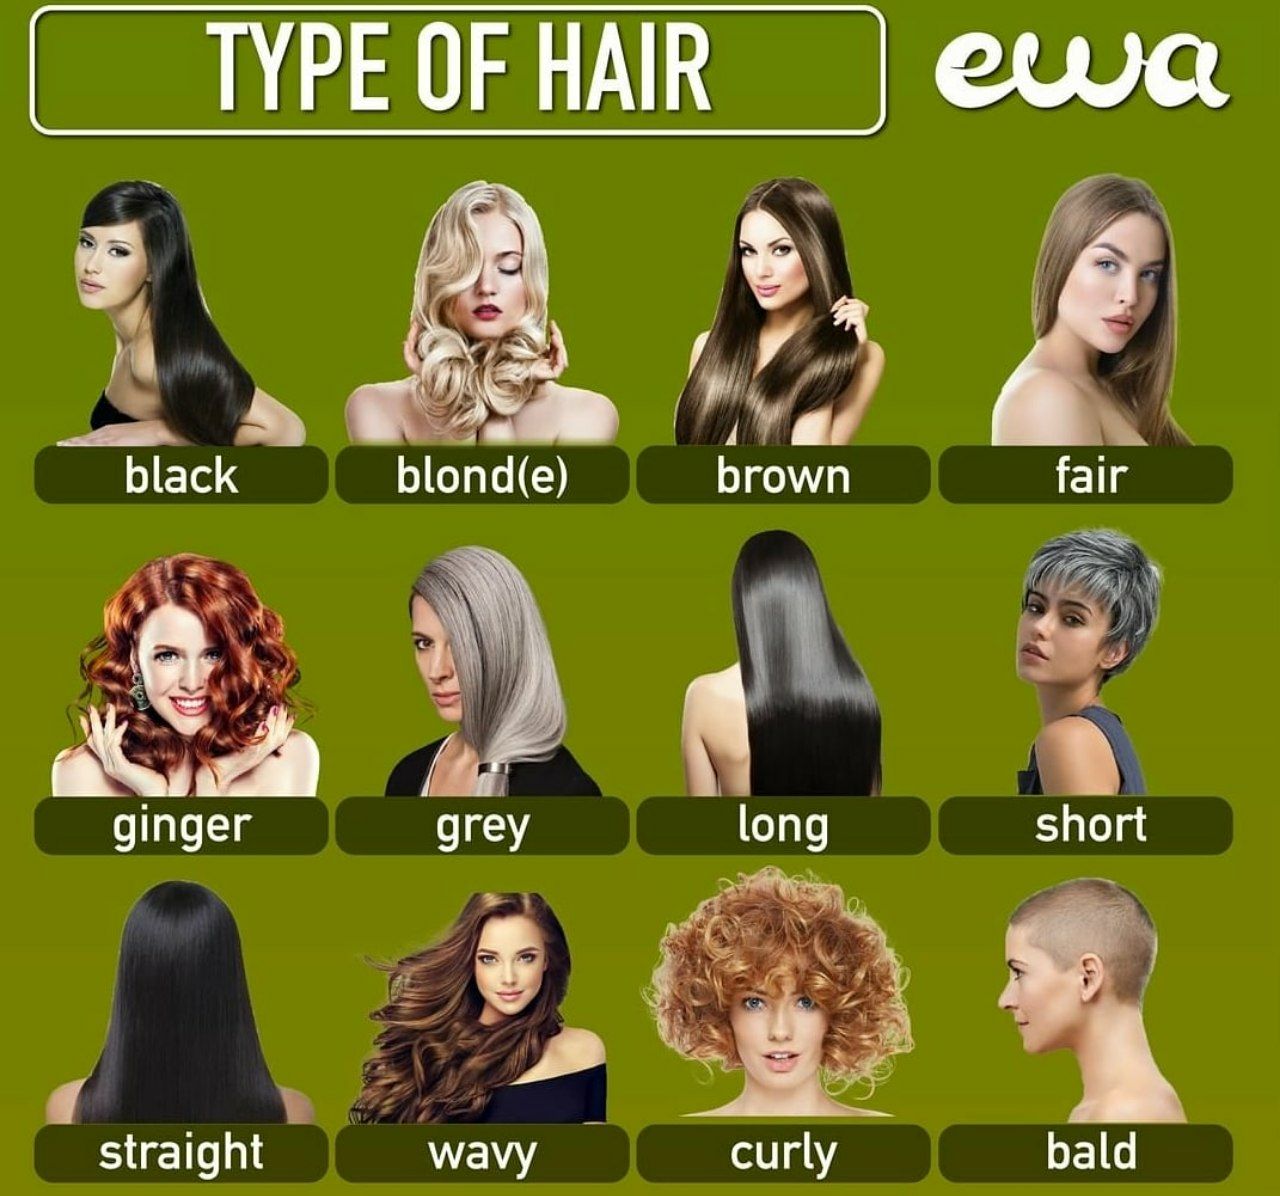 TYPE OF HAIR
ewa
black
blond(e)
brown
fair
ginger
grey
long
short
straight
wavy
curly
bald